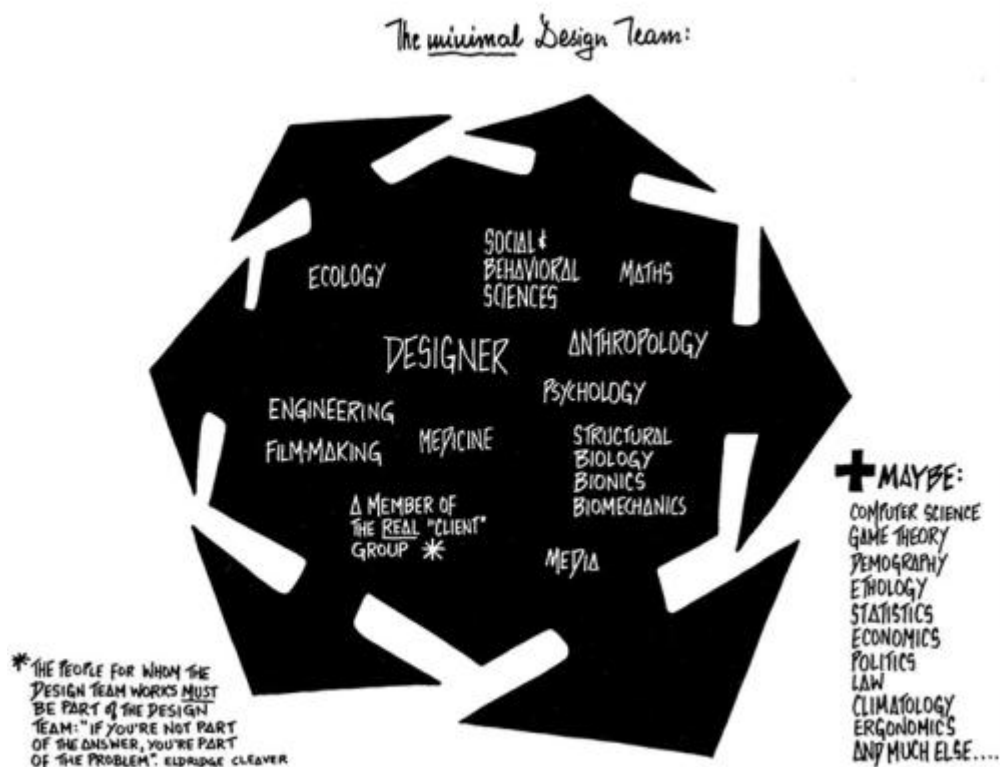 The minimal Design Team:
ECOLOGY
SOCIAL &
BEHAVIORAL
SCIENCES
MATHS
DESIGNER
ANTHROPOLOGY
PSYCHOLOGY
ENGINEERING
FILM-MAKING
MEDICINE
STRUCTURAL
BIOLOGY
BIONICS
BIOMECHANICS
A MEMBER OF
THE REAL "CLIENT"
GROUP *
MEDIA
+ MAYBE:
COMPUTER SCIENCE
GAME THEORY
DEMOGRAPHY
ETHOLOGY
STATISTICS
ECONOMICS
POLITICS
LAW
CLIMATOLOGY
ERGONOMICS
AND MUCH ELSE....
* THE PEOPLE FOR WHOM THE
DESIGN TEAM WORKS MUST
BE PART of THE DESIGN
TEAM: "IF YOU'RE NOT PART
OF THE ANSWER, YOU'RE PART
OF THE PROBLEM". ELDRIDGE CLEAVER